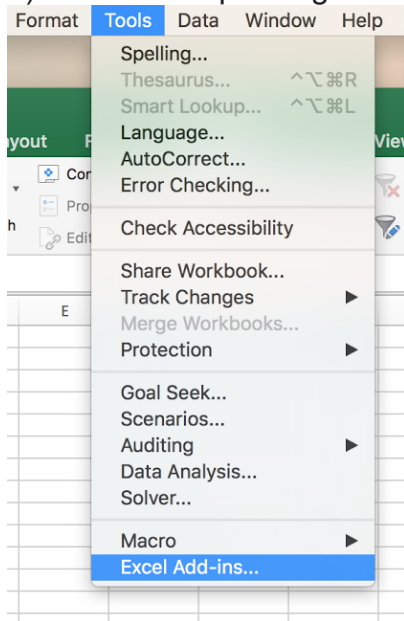 Format Tools Data Window Help
Spelling...
Thesaurus... ^⌥⌘R
Smart Lookup... ^⌥⌘L
Language...
AutoCorrect...
Error Checking...
Check Accessibility
Share Workbook...
Track Changes ▶
Merge Workbooks...
Protection ▶
Goal Seek...
Scenarios...
Auditing ▶
Data Analysis...
Solver...
Macro ▶
Excel Add-ins...
E